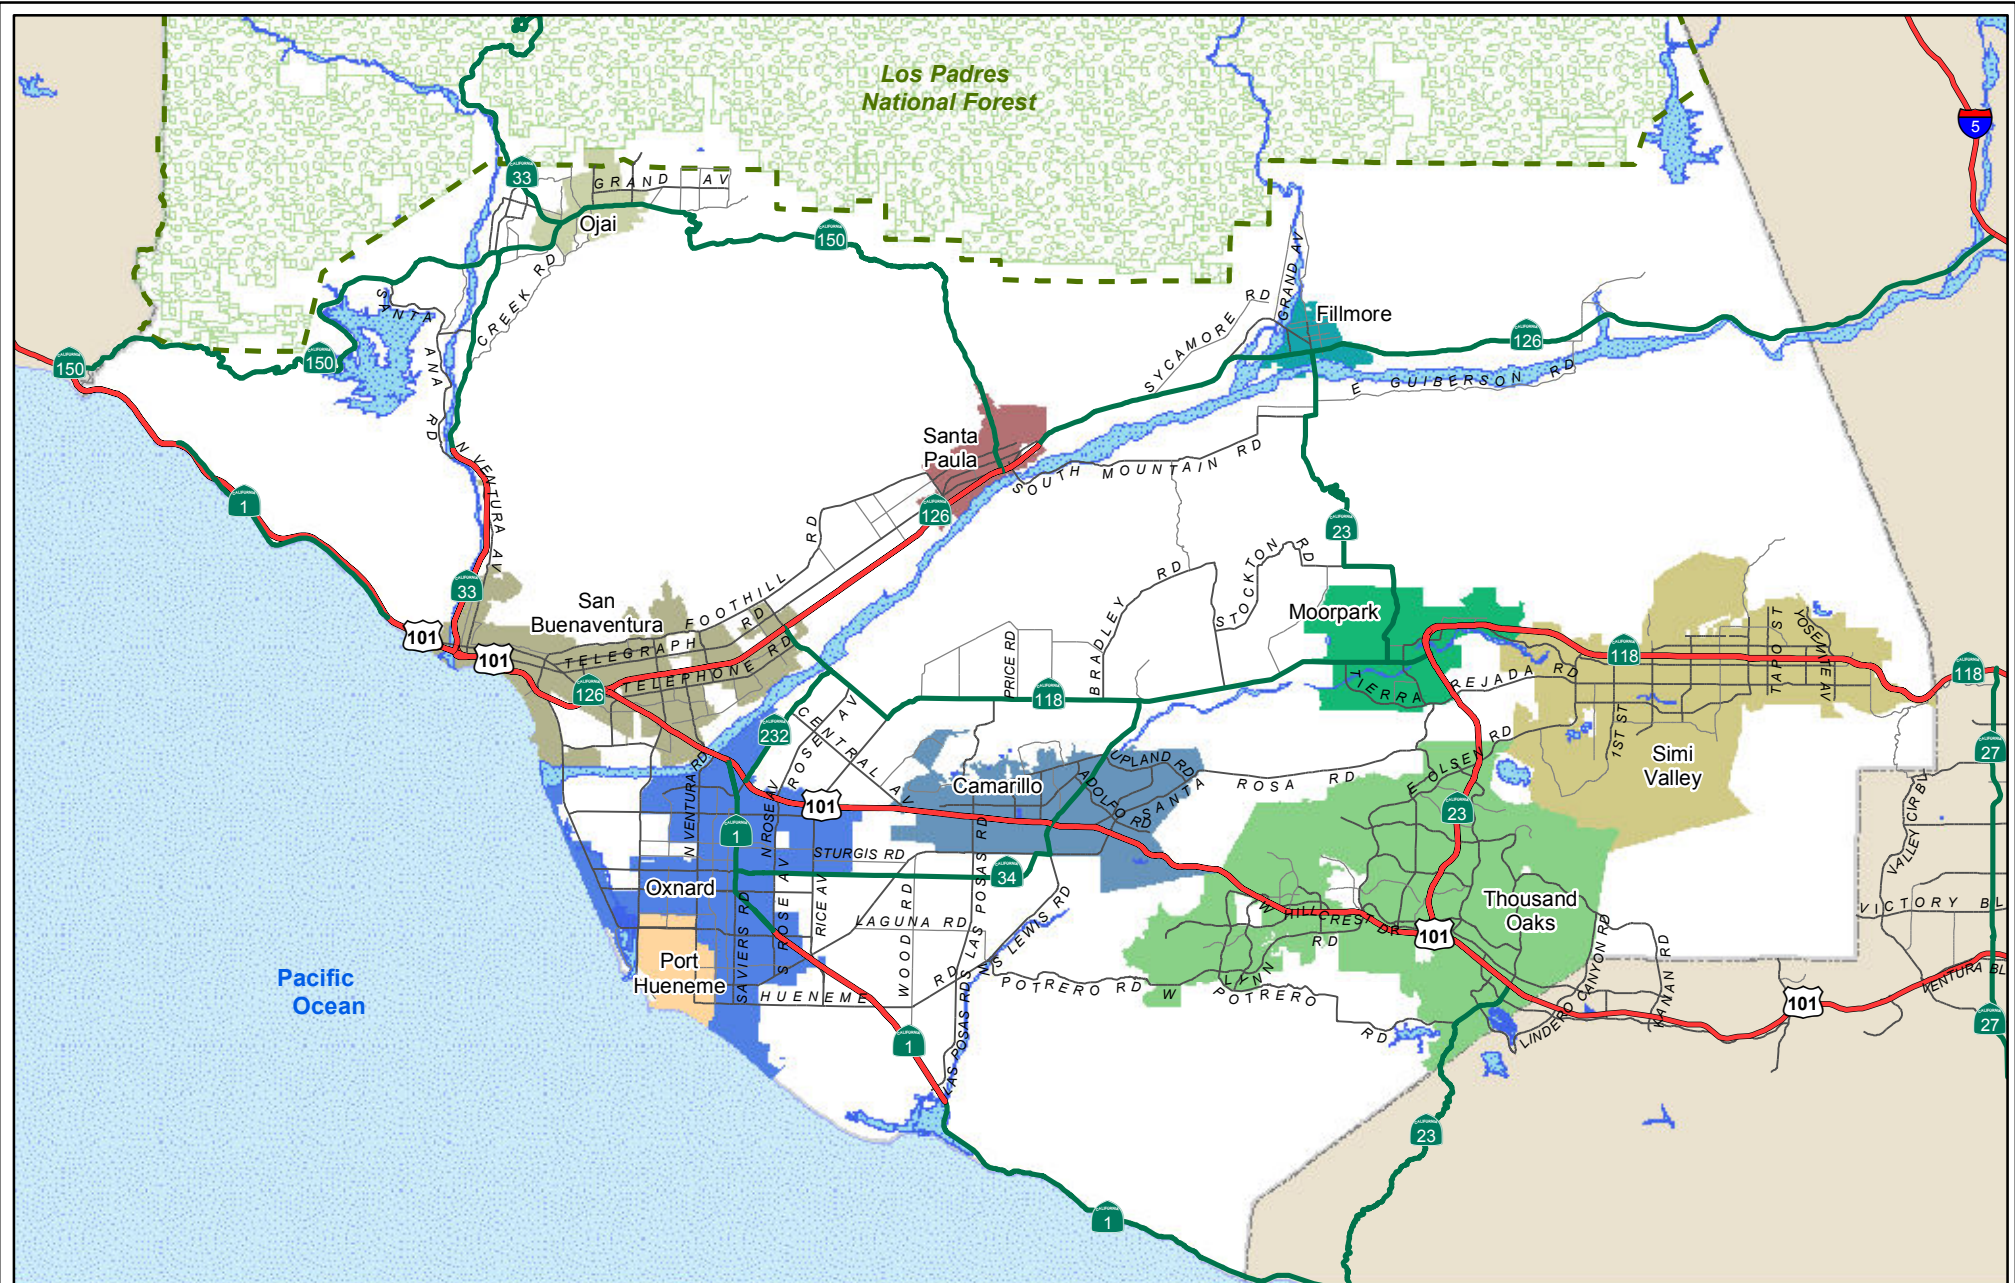 Los Padres
National Forest
5
33
GRAND AV
Ojai
150
CREEK RD
SANTA ANA RD
150
150
GRAND AV
SYCAMORE RD
Fillmore
126
E GUIBERSON RD
Santa
Paula
SOUTH MOUNTAIN RD
N VENTURA AV
1
126
23
33
FOOTHILL RD
San
Buenaventura
STOCKTON RD
BRADLEY RD
PRICE RD
Moorpark
101
101
TELEGRAPH RD
TELEPHONE RD
126
118
TIERRA REJADA RD
118
TAPO ST
YOSEMITE AV
118
1ST ST
27
232
CENTRAL AV
ROSE AV
Simi
Valley
Camarillo
UPLAND RD
ADOLFO RD
SANTA ROSA RD
E OLSEN RD
N VENTURA RD
N ROSE AV
101
1
23
VALLEY CIR BL
STURGIS RD
34
LAS POSAS RD
Oxnard
SAVIERS RD
S ROSE AV
RICE AV
WOOD RD
LAGUNA RD
S LEWIS RD
W HILLCREST DR
101
Thousand
Oaks
VICTORY BL
Port
Hueneme
HUENEME RD
S LAS POSAS RD
POTRERO RD
W POTRERO RD
LYNN RD
LINDERO CANYON RD
KANAN RD
101
VENTURA BL
27
Pacific
Ocean
1
23
1